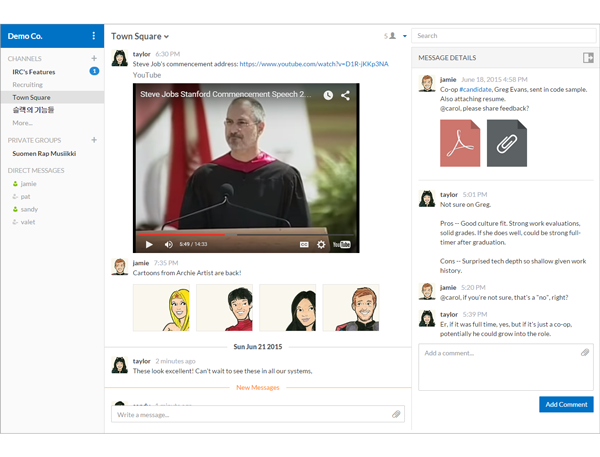 Demo Co.
CHANNELS
IRC's Features
1
Recruiting
Town Square
More...
PRIVATE GROUPS
Suomen Rap Musiikki
DIRECT MESSAGES
jamie
pat
sandy
valet
Town Square
5
taylor 6:30 PM
Steve Job's commencement address: https://www.youtube.com/watch?v=D1R-jKKp3NA
YouTube
Steve Jobs Stanford Commencement Speech 2...
5:49 / 14:33
CC
YouTube
jamie 7:35 PM
Cartoons from Archie Artist are back!
Sun Jun 21 2015
taylor 2 minutes ago
These look excellent! Can't wait to see these in all our systems,
New Messages
Write a message...
Search
MESSAGE DETAILS
jamie June 18, 2015 4:58 PM
Co-op #candidate, Greg Evans, sent in code sample.
Also attaching resume.
@carol, please share feedback?
taylor 5:01 PM
Not sure on Greg.
Pros -- Good culture fit. Strong work evaluations,
solid grades. If she does well, could be strong full-
timer after graduation.
Cons -- Surprised tech depth so shallow given work
history.
jamie 5:20 PM
@carol, if you're not sure, that's a "no", right?
taylor 5:39 PM
Er, if it was full time, yes, but if it's just a co-op,
potentially he could grow into the role.
Add a comment...
Add Comment